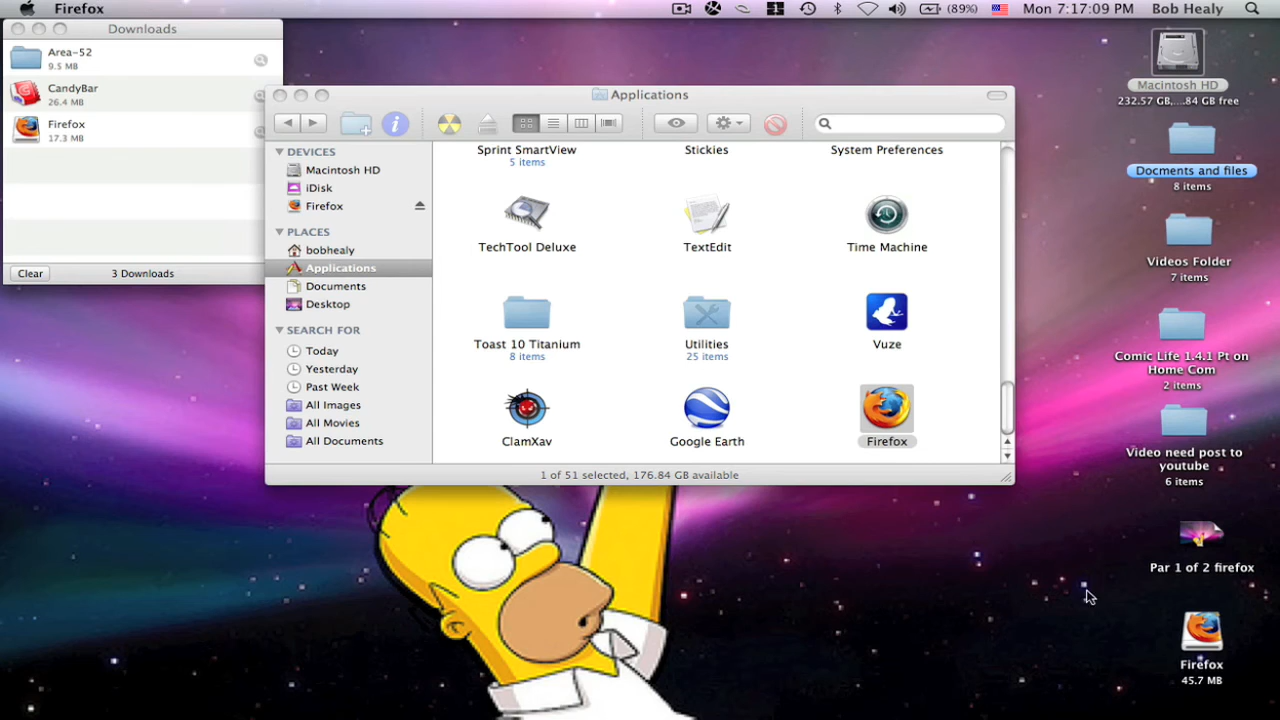 Firefox
(89%)
Mon 7:17:09 PM
Bob Healy
Downloads
Area-52
9.5 MB
CandyBar
26.4 MB
Firefox
17.3 MB
Clear
3 Downloads
Applications
DEVICES
Macintosh HD
iDisk
Firefox
PLACES
bobhealy
Applications
Documents
Desktop
SEARCH FOR
Today
Yesterday
Past Week
All Images
All Movies
All Documents
Sprint SmartView
5 items
Stickies
System Preferences
TechTool Deluxe
TextEdit
Time Machine
Toast 10 Titanium
8 items
Utilities
25 items
Vuze
ClamXav
Google Earth
Firefox
1 of 51 selected, 176.84 GB available
Macintosh HD
232.57 GB,....84 GB free
Docments and files
8 items
Videos Folder
7 items
Comic Life 1.4.1 Pt on
Home Com
2 items
Video need post to
youtube
6 items
Par 1 of 2 firefox
Firefox
45.7 MB